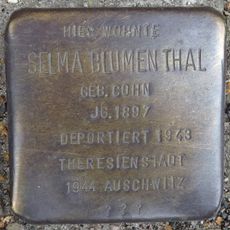 HIER WOHNTE
SELMA BLUMENTHAL
GEB. COHN
JG. 1897
DEPORTIERT 1943
THERESIENSTADT
1944 AUSCHWITZ
? ? ?